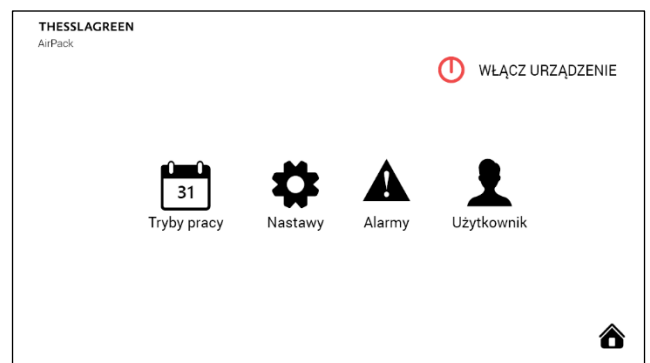 THESSLAGREEN
AirPack
WŁĄCZ URZĄDZENIE
31
Tryby pracy
Nastawy
Alarmy
Użytkownik